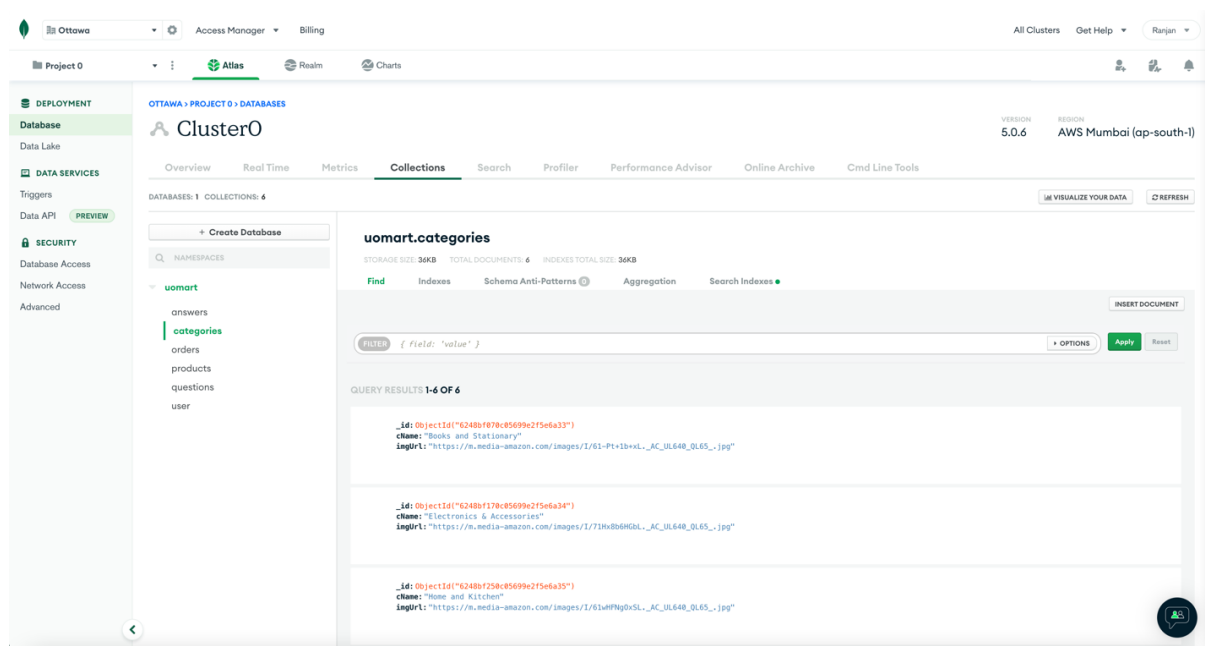 Ottawa Access Manager Billing All Clusters Get Help Ranjan
Project 0 Atlas Realm Charts
DEPLOYMENT
Database
Data Lake
DATA SERVICES
Triggers
Data API PREVIEW
SECURITY
Database Access
Network Access
Advanced
OTTAWA > PROJECT 0 > DATABASES
Cluster0
VERSION
5.0.6
REGION
AWS Mumbai (ap-south-1)
Overview Real Time Metrics Collections Search Profiler Performance Advisor Online Archive Cmd Line Tools
DATABASES: 1 COLLECTIONS: 6
VISUALIZE YOUR DATA REFRESH
+ Create Database
NAMESPACES
uomart
answers
categories
orders
products
questions
user
uomart.categories
STORAGE SIZE: 36KB TOTAL DOCUMENTS: 6 INDEXES TOTAL SIZE: 36KB
Find Indexes Schema Anti-Patterns 0 Aggregation Search Indexes
INSERT DOCUMENT
FILTER { field: 'value' } OPTIONS Apply Reset
QUERY RESULTS 1-6 OF 6
_id: ObjectId("6248bf070c05699e2f5e6a33")
cName: "Books and Stationary"
imgUrl: "https://m.media-amazon.com/images/I/61-Pt+1b+xL._AC_UL640_QL65_.jpg"
_id: ObjectId("6248bf170c05699e2f5e6a34")
cName: "Electronics & Accessories"
imgUrl: "https://m.media-amazon.com/images/I/71Hx8b6HGbL._AC_UL640_QL65_.jpg"
_id: ObjectId("6248bf250c05699e2f5e6a35")
cName: "Home and Kitchen"
imgUrl: "https://m.media-amazon.com/images/I/61wHFNgOxSL._AC_UL640_QL65_.jpg"